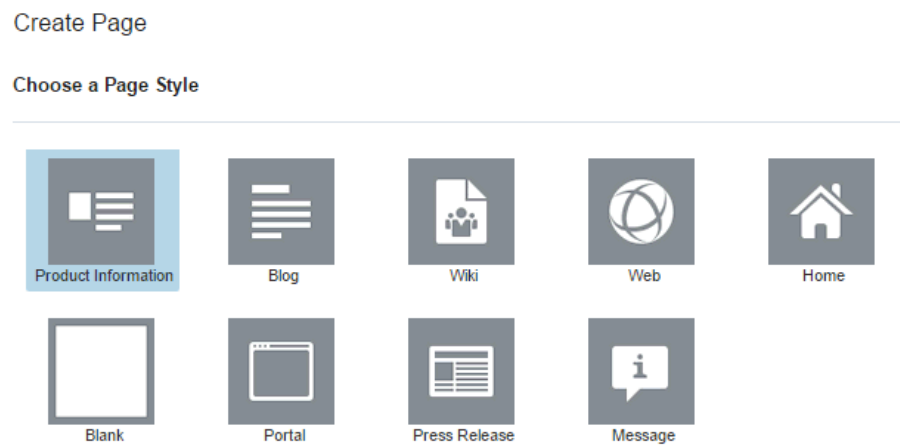 Create Page
Choose a Page Style
Product Information
Blog
Wiki
Web
Home
Blank
Portal
Press Release
i
Message